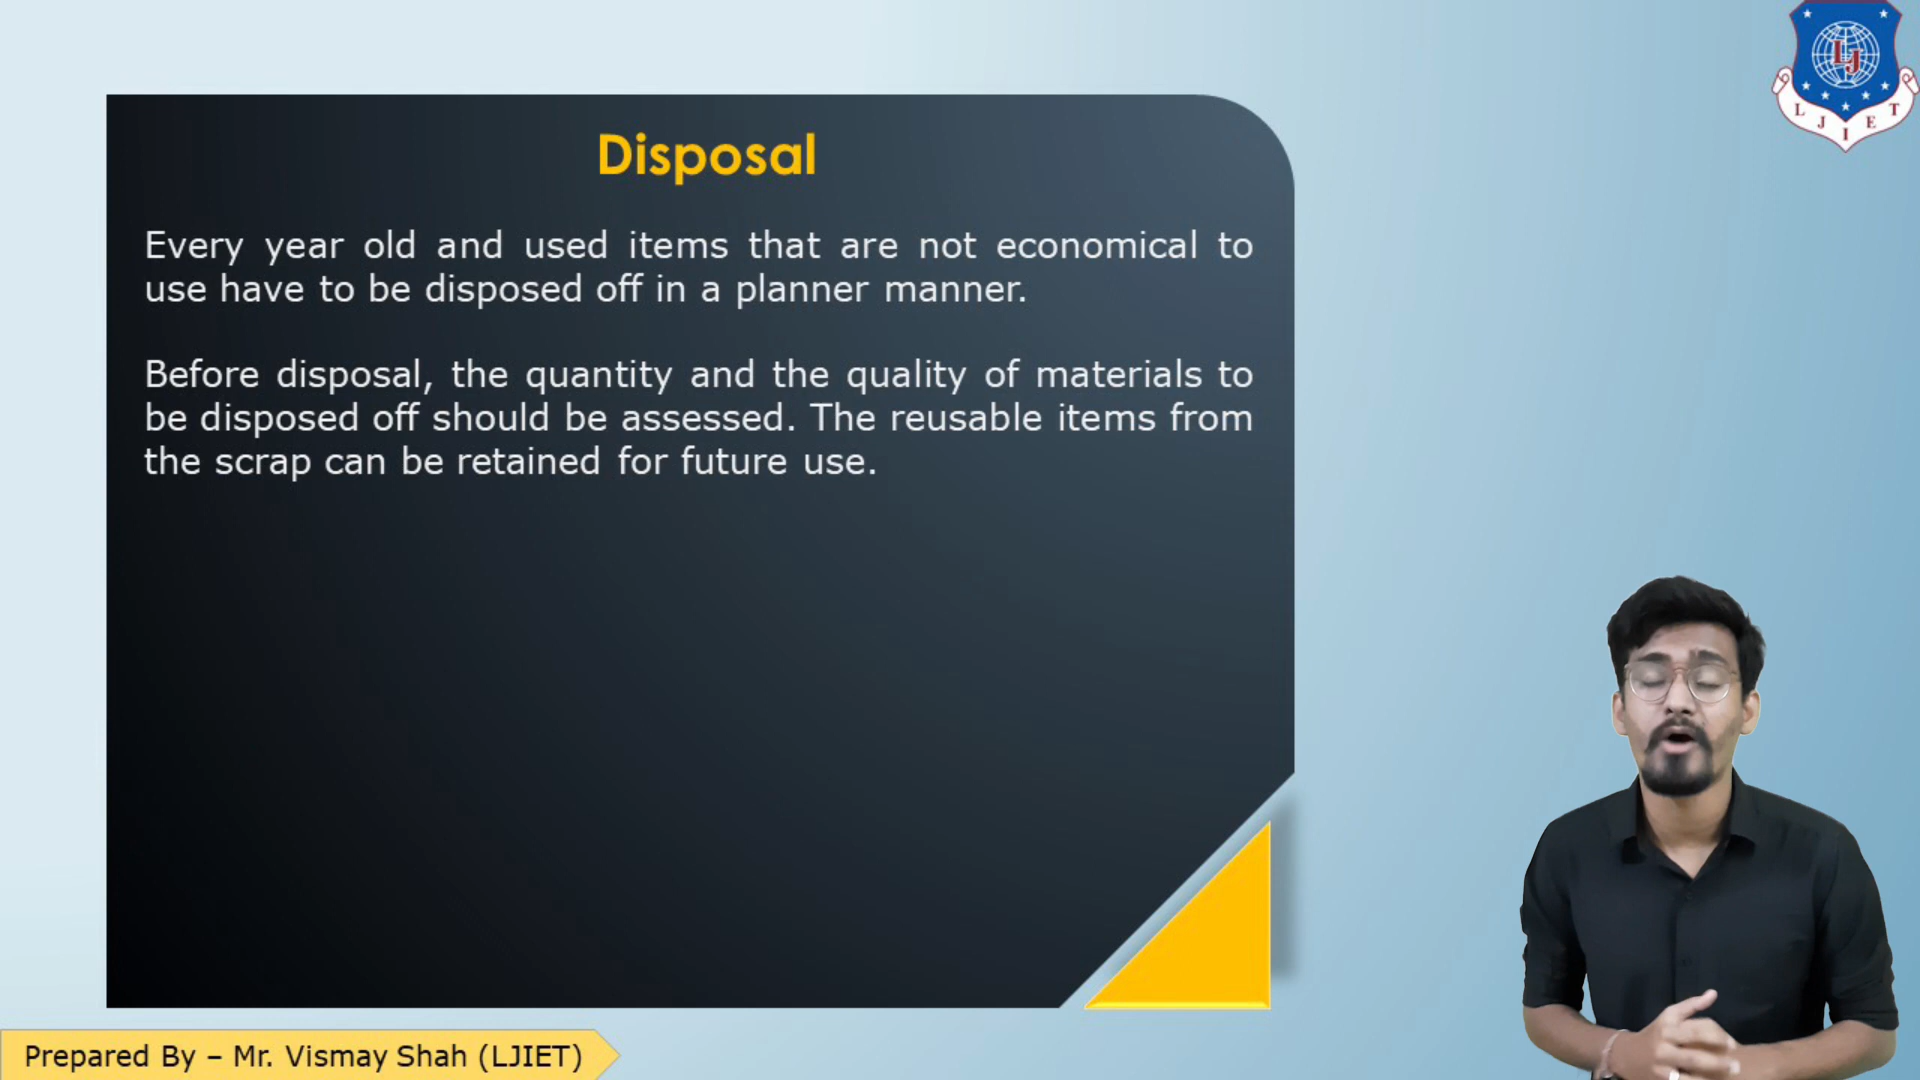 Disposal
Every year old and used items that are not economical to
use have to be disposed off in a planner manner.
Before disposal, the quantity and the quality of materials to
be disposed off should be assessed. The reusable items from
the scrap can be retained for future use.
LJ
L J I E T
Prepared By – Mr. Vismay Shah (LJIET)